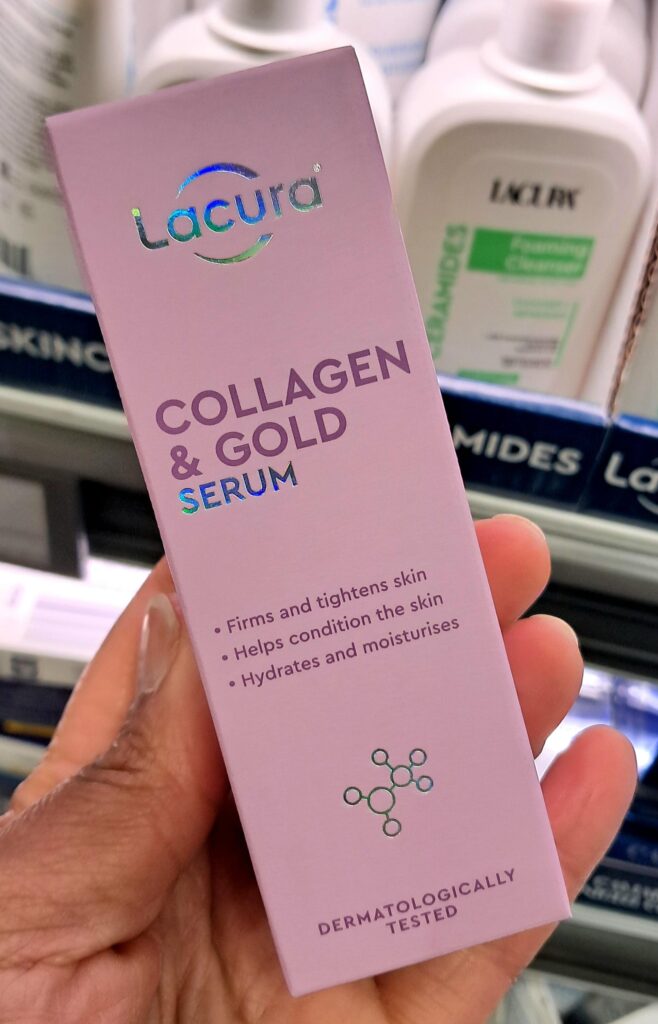 Lacura®
COLLAGEN
& GOLD
SERUM
• Firms and tightens skin
• Helps condition the skin
• Hydrates and moisturises
DERMATOLOGICALLY
TESTED
LACURA
CERAMIDES
Foaming
Cleanser
SKINC
MIDES
La